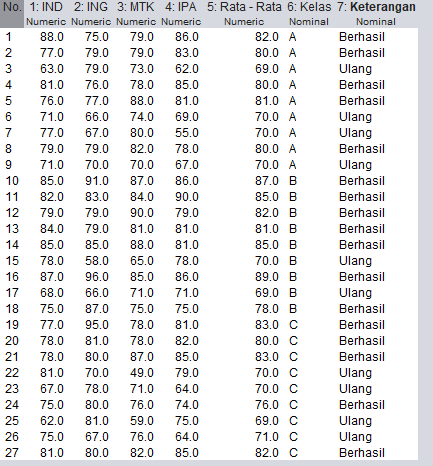 No. 1: IND 2: ING 3: MTK 4: IPA 5: Rata - Rata 6: Kelas 7: Keterangan
Numeric Numeric Numeric Numeric Numeric Nominal Nominal
1 88.0 75.0 79.0 86.0 82.0 A Berhasil
2 77.0 79.0 79.0 83.0 80.0 A Berhasil
3 63.0 79.0 73.0 62.0 69.0 A Ulang
4 81.0 76.0 78.0 85.0 80.0 A Berhasil
5 76.0 77.0 88.0 81.0 81.0 A Berhasil
6 71.0 66.0 74.0 69.0 70.0 A Ulang
7 77.0 67.0 80.0 55.0 70.0 A Ulang
8 79.0 79.0 82.0 78.0 80.0 A Berhasil
9 71.0 70.0 70.0 67.0 70.0 A Ulang
10 85.0 91.0 87.0 86.0 87.0 B Berhasil
11 82.0 83.0 84.0 90.0 85.0 B Berhasil
12 79.0 79.0 90.0 79.0 82.0 B Berhasil
13 84.0 79.0 81.0 81.0 81.0 B Berhasil
14 85.0 85.0 88.0 81.0 85.0 B Berhasil
15 78.0 58.0 65.0 78.0 70.0 B Ulang
16 87.0 96.0 85.0 86.0 89.0 B Berhasil
17 68.0 66.0 71.0 71.0 69.0 B Ulang
18 75.0 87.0 75.0 75.0 78.0 B Berhasil
19 77.0 95.0 78.0 81.0 83.0 C Berhasil
20 78.0 81.0 78.0 82.0 80.0 C Berhasil
21 78.0 80.0 87.0 85.0 83.0 C Berhasil
22 81.0 70.0 49.0 79.0 70.0 C Ulang
23 67.0 78.0 71.0 64.0 70.0 C Ulang
24 75.0 80.0 76.0 74.0 76.0 C Berhasil
25 62.0 81.0 59.0 75.0 69.0 C Ulang
26 75.0 67.0 76.0 64.0 71.0 C Ulang
27 81.0 80.0 82.0 85.0 82.0 C Berhasil